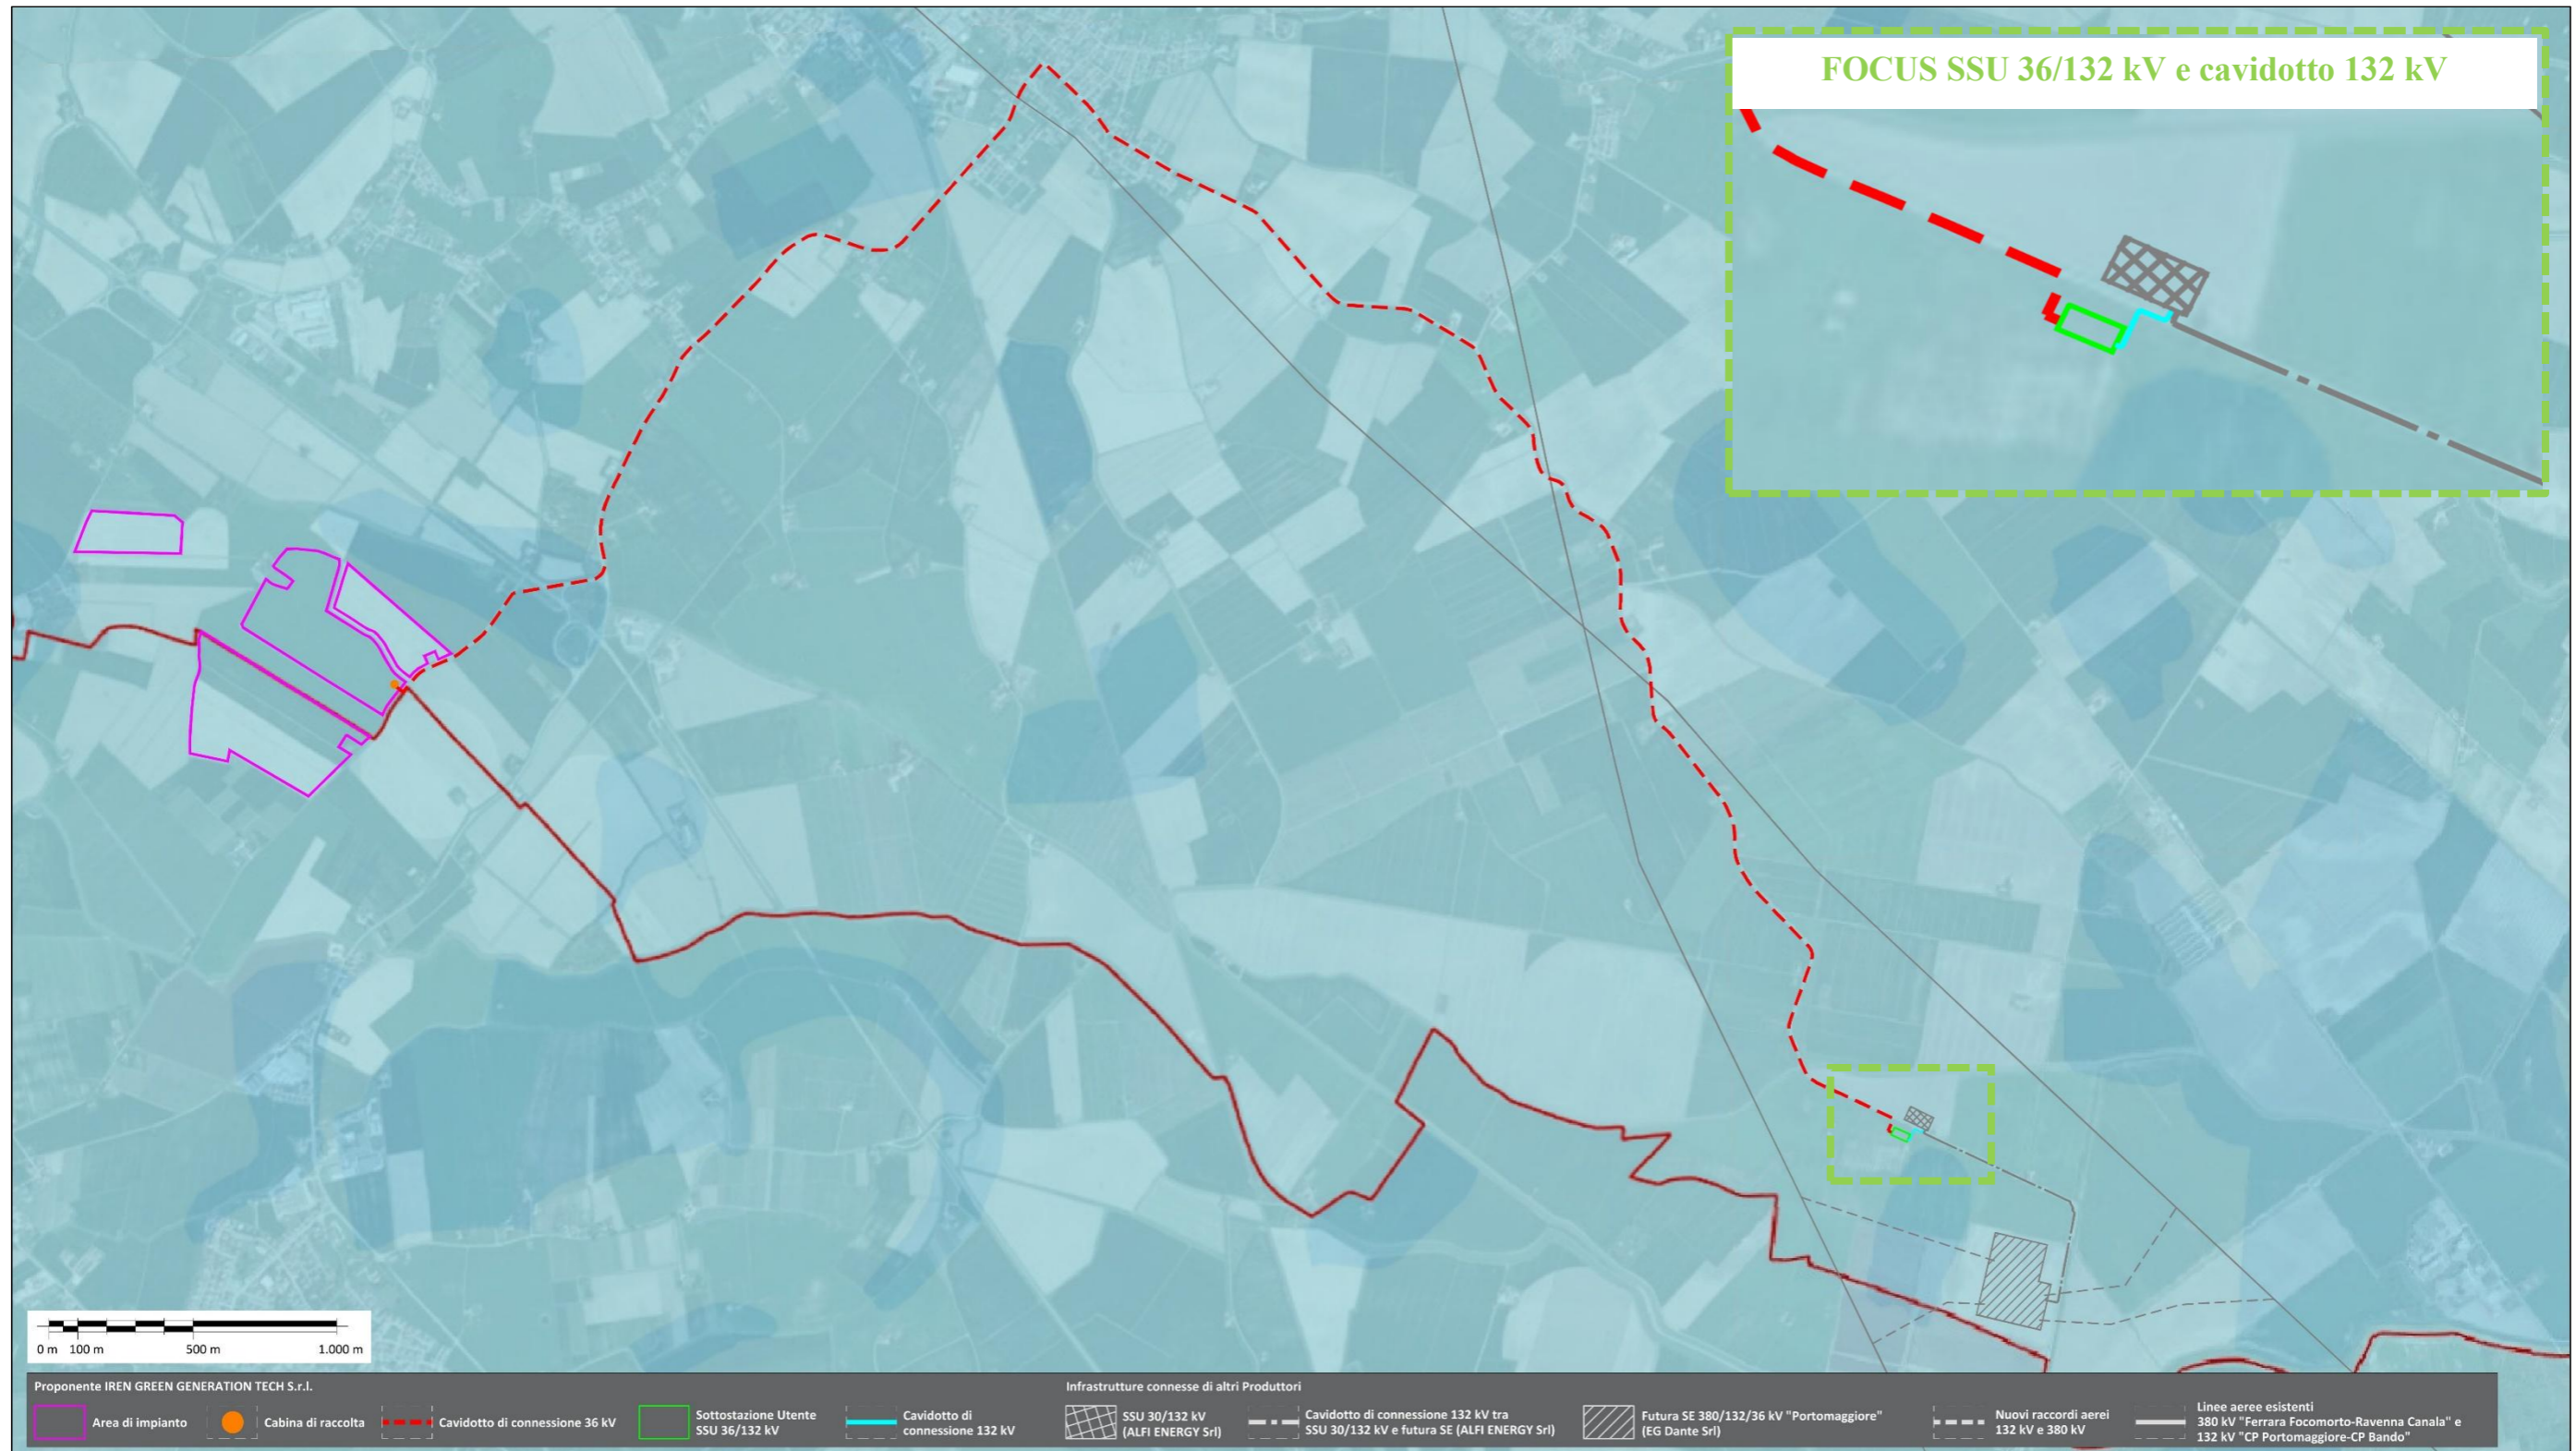 FOCUS SSU 36/132 kV e cavidotto 132 kV
0 m 100 m 500 m 1.000 m
Proponente IREN GREEN GENERATION TECH S.r.l.
Area di impianto
Cabina di raccolta
Cavidotto di connessione 36 kV
Sottostazione Utente
SSU 36/132 kV
Cavidotto di
connessione 132 kV
Infrastrutture connesse di altri Produttori
SSU 30/132 kV
(ALFI ENERGY Srl)
Cavidotto di connessione 132 kV tra
SSU 30/132 kV e futura SE (ALFI ENERGY Srl)
Futura SE 380/132/36 kV "Portomaggiore"
(EG Dante Srl)
Nuovi raccordi aerei
132 kV e 380 kV
Linee aeree esistenti
380 kV "Ferrara Focomorto-Ravenna Canala" e
132 kV "CP Portomaggiore-CP Bando"